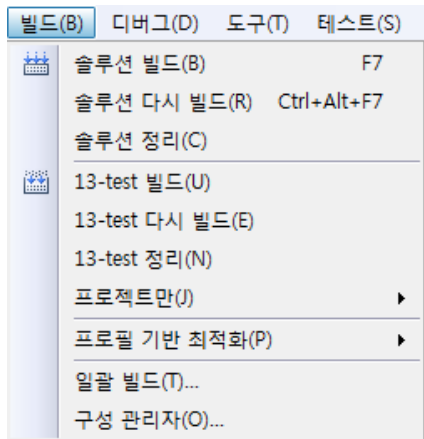 빌드(B) 디버그(D) 도구(T) 테스트(S)
솔루션 빌드(B) F7
솔루션 다시 빌드(R) Ctrl+Alt+F7
솔루션 정리(C)
13-test 빌드(U)
13-test 다시 빌드(E)
13-test 정리(N)
프로젝트만(J)
프로필 기반 최적화(P)
일괄 빌드(T)...
구성 관리자(O)...